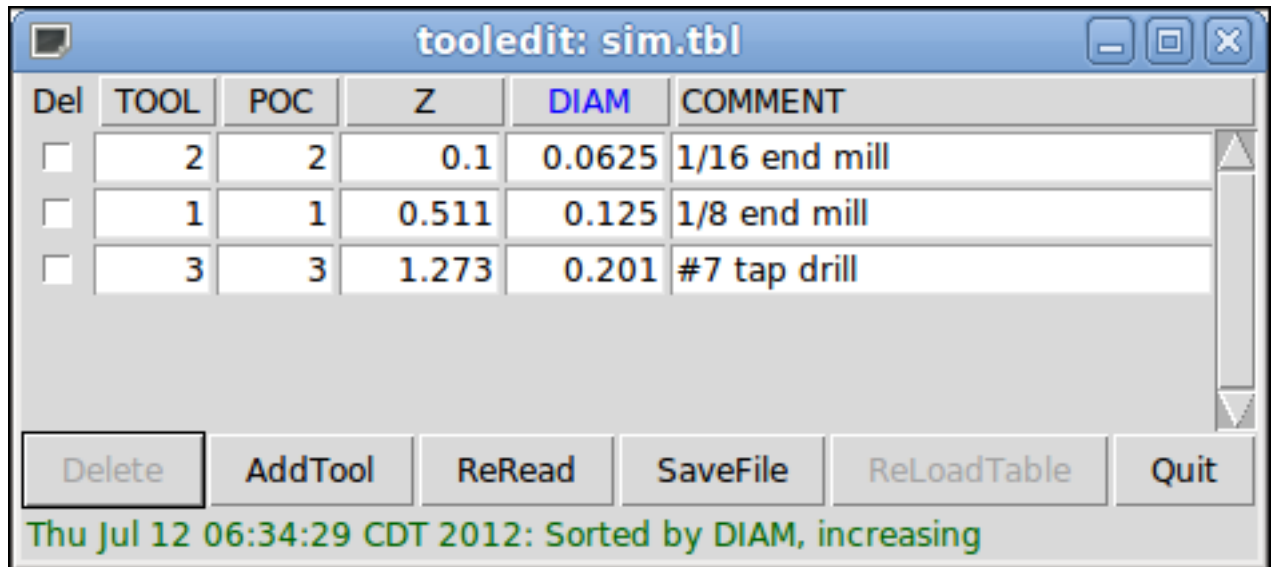 tooledit: sim.tbl
Del TOOL POC Z DIAM COMMENT
2 2 0.1 0.0625 1/16 end mill
1 1 0.511 0.125 1/8 end mill
3 3 1.273 0.201 #7 tap drill
Delete AddTool ReRead SaveFile ReLoadTable Quit
Thu Jul 12 06:34:29 CDT 2012: Sorted by DIAM, increasing